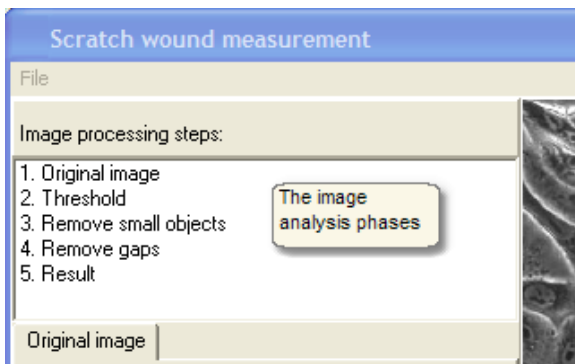 Scratch wound measurement
File
Image processing steps:
1. Original image
2. Threshold
3. Remove small objects
4. Remove gaps
5. Result
The image
analysis phases
Original image